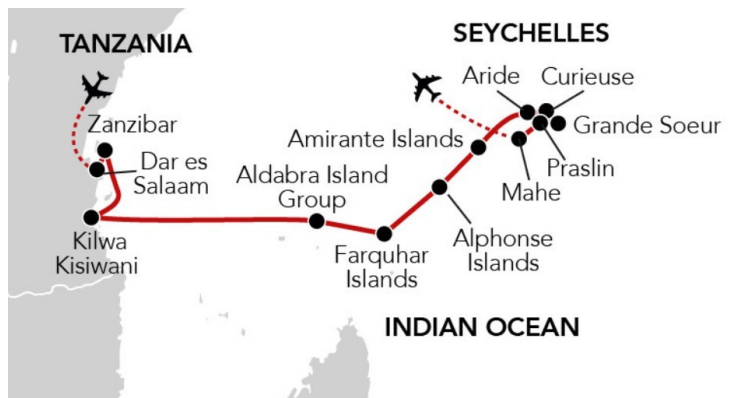 TANZANIA
SEYCHELLES
Aride
Curieuse
Zanzibar
Grande Soeur
Amirante Islands
Dar es
Salaam
Praslin
Mahe
Aldabra Island
Group
Kilwa
Kisiwani
Alphonse
Islands
Farquhar
Islands
INDIAN OCEAN